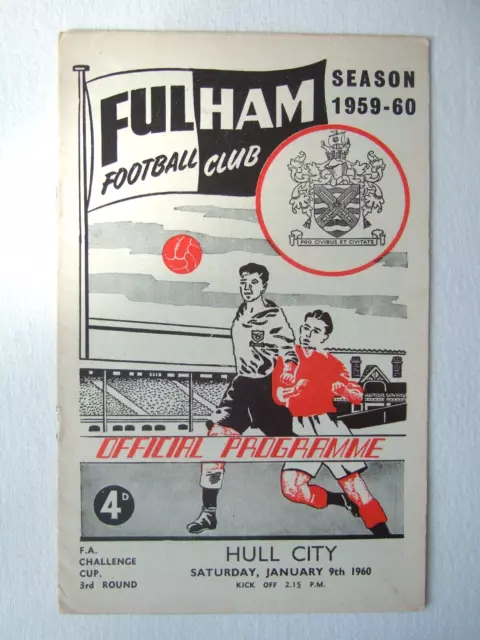 FULHAM
FOOTBALL CLUB
SEASON
1959-60
PRO CIVIBUS ET CIVITATE
OFFICIAL PROGRAMME
4D
F.A.
CHALLENGE
CUP,
3rd ROUND
HULL CITY
SATURDAY, JANUARY 9th 1960
KICK OFF 2.15 P.M.